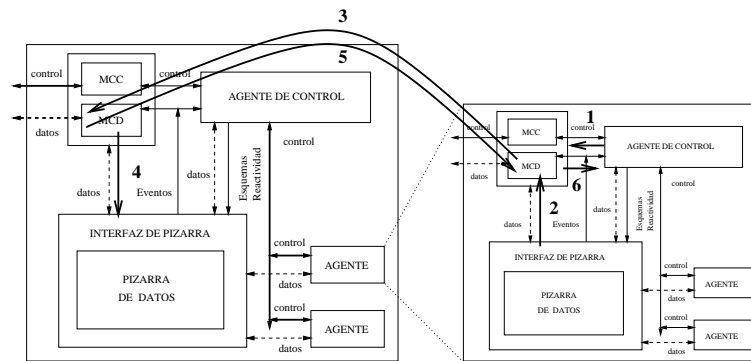 3
5
control
MCC
control
MCD
datos
AGENTE DE CONTROL
4
datos
Eventos
datos
Esquemas
Reactividad
control
INTERFAZ DE PIZARRA
PIZARRA
DE DATOS
control
AGENTE
datos
control
AGENTE
datos
control
MCC
control
1
MCD
datos
AGENTE DE CONTROL
6
2
datos
Eventos
datos
Esquemas
Reactividad
control
INTERFAZ DE PIZARRA
PIZARRA
DE DATOS
control
AGENTE
datos
control
AGENTE
datos